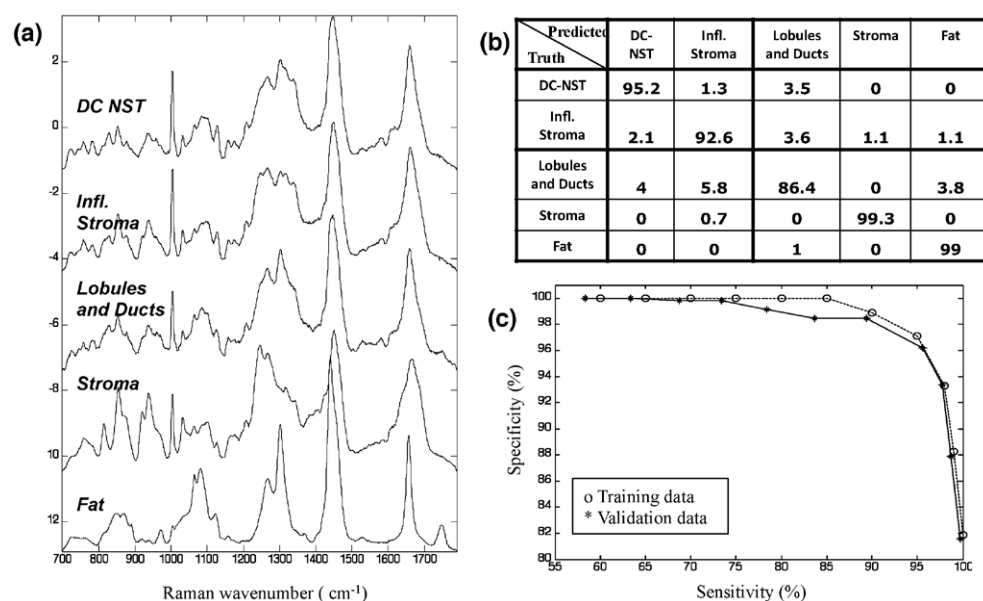 (a)
2
0
-2
-4
-6
-8
10
12
DC NST
Infl.
Stroma
Lobules
and Ducts
Stroma
Fat
700 800 900 1000 1100 1200 1300 1400 1500 1600 1700
Raman wavenumber ( cm-1)
(b)
Predicted
Truth
DC-
NST
Infl.
Stroma
Lobules
and Ducts
Stroma
Fat
DC-NST 95.2 1.3 3.5 0 0
Infl.
Stroma 2.1 92.6 3.6 1.1 1.1
Lobules
and Ducts 4 5.8 86.4 0 3.8
Stroma 0 0.7 0 99.3 0
Fat 0 0 1 0 99
(c)
Specificity (%)
100
98
96
94
92
90
88
86
84
82
80
o Training data
* Validation data
55 60 65 70 75 80 85 90 95 100
Sensitivity (%)